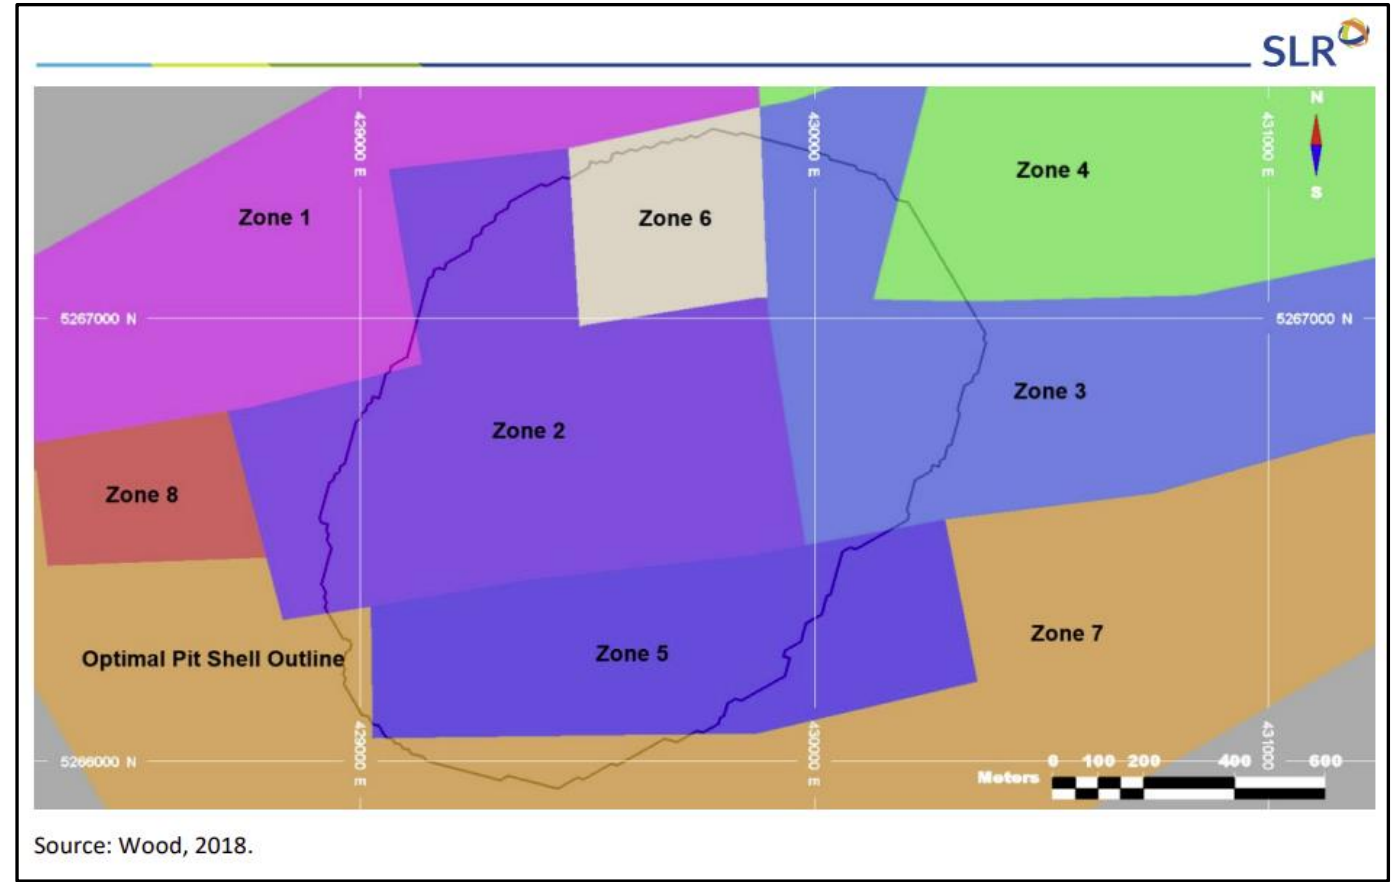 SLR
N
S
429000 m
430000 m
431000 m
Zone 4
Zone 1
Zone 6
5267000 N
5267000 N
Zone 3
Zone 2
Zone 8
Zone 7
Zone 5
Optimal Pit Shell Outline
429000 m
430000 m
431000
5266000 N
0 100 200 400 600
Meters
Source: Wood, 2018.